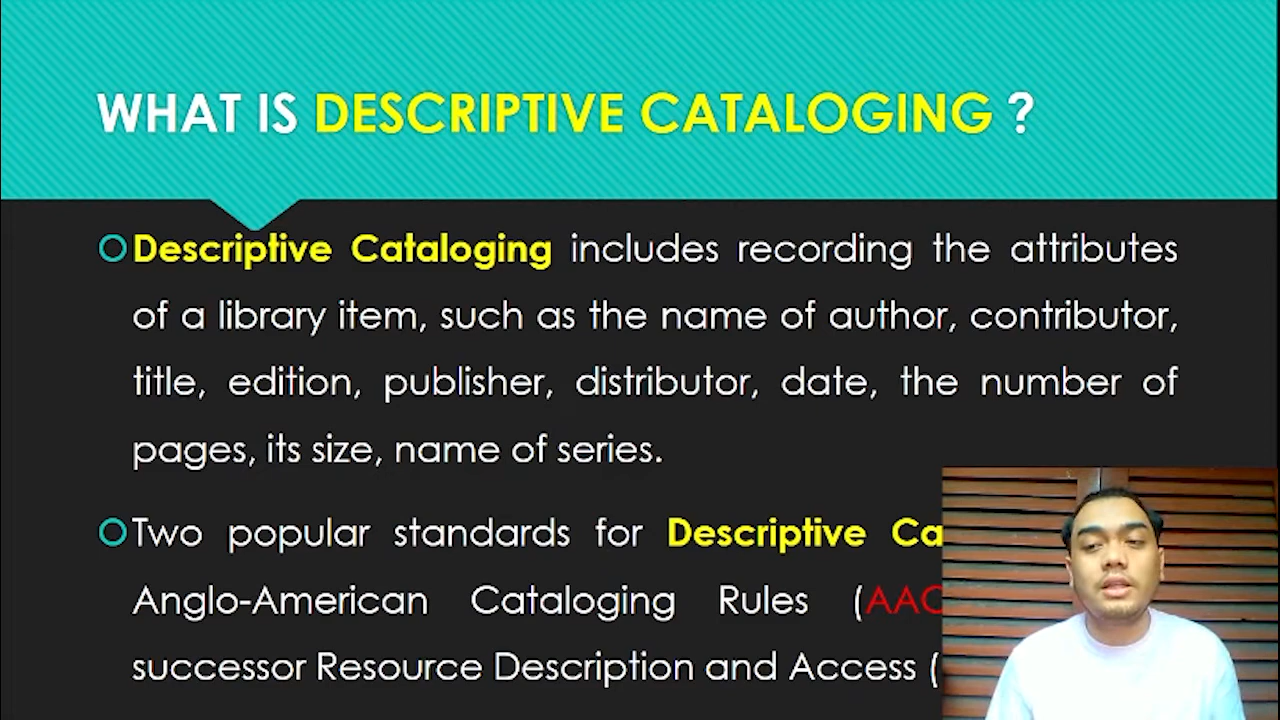 WHAT IS DESCRIPTIVE CATALOGING ?
Descriptive Cataloging includes recording the attributes
of a library item, such as the name of author, contributor,
title, edition, publisher, distributor, date, the number of
pages, its size, name of series.
Two popular standards for Descriptive
Anglo-American Cataloging Rules (
successor Resource Description and Access (